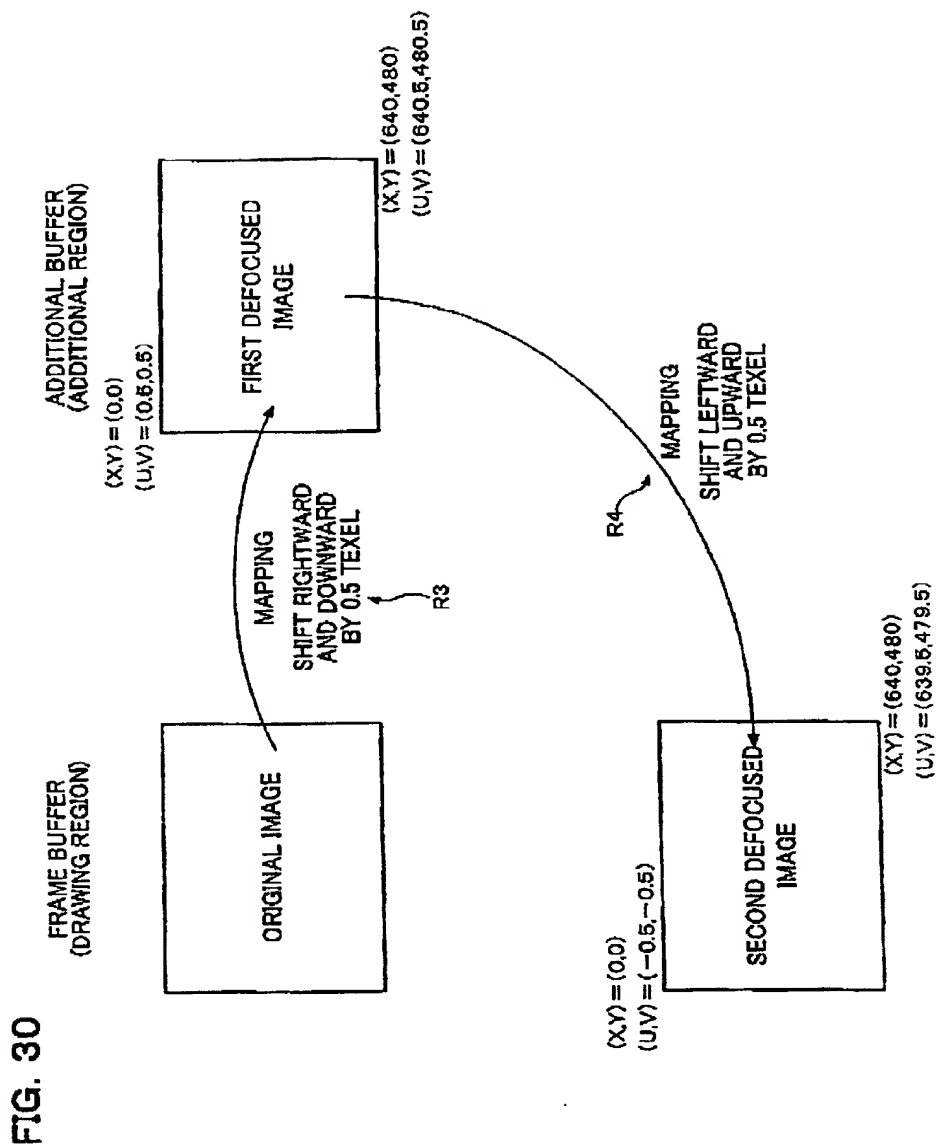 FIG. 30
FRAME BUFFER
(DRAWING REGION)
ORIGINAL IMAGE
MAPPING
SHIFT RIGHTWARD
AND DOWNWARD
BY 0.5 TEXEL
R3
ADDITIONAL BUFFER
(ADDITIONAL REGION)
(X,Y)=(0,0)
(U,V)=(0.5,0.5)
FIRST DEFOCUSED
IMAGE
(X,Y)=(640,480)
(U,V)=(640.5,480.5)
R4
MAPPING
SHIFT LEFTWARD
AND UPWARD
BY 0.5 TEXEL
(X,Y)=(0,0)
(U,V)=(-0.5,-0.5)
SECOND DEFOCUSED
IMAGE
(X,Y)=(640,480)
(U,V)=(639.5,479.5)